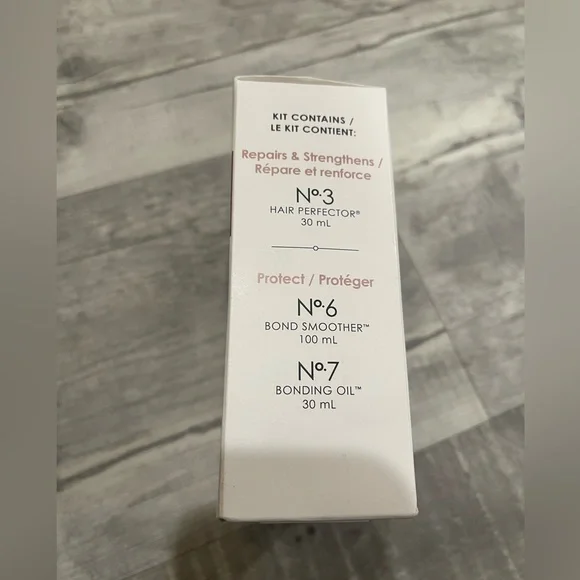 KIT CONTAINS /
LE KIT CONTIENT:
Repairs & Strengthens /
Répare et renforce
Nº.3
HAIR PERFECTOR®
30 mL
Protect / Protéger
Nº.6
BOND SMOOTHER™
100 mL
Nº.7
BONDING OIL™
30 mL